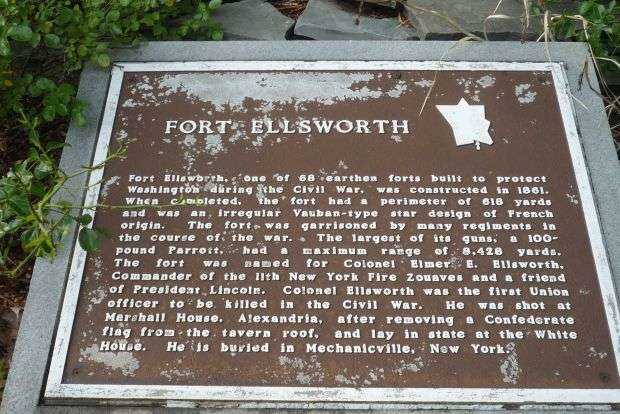 FORT ELLSWORTH
Fort Ellsworth, one of 68 earthen forts built to protect
Washington during the Civil War, was constructed in 1861.
When completed, the fort had a perimeter of 618 yards
and was an irregular Vauban-type star design of French
origin. The fort was garrisoned by many regiments in
the course of the war. The largest of its guns, a 100-
pound Parrott, had a maximum range of 8,428 yards.
The fort was named for Colonel Elmer E. Ellsworth,
Commander of the 11th New York Fire Zouaves and a friend
of President Lincoln. Colonel Ellsworth was the first Union
officer to be killed in the Civil War. He was shot at
Marshall House, Alexandria, after removing a Confederate
flag from the tavern roof, and lay in state at the White
House. He is buried in Mechanicville, New York.